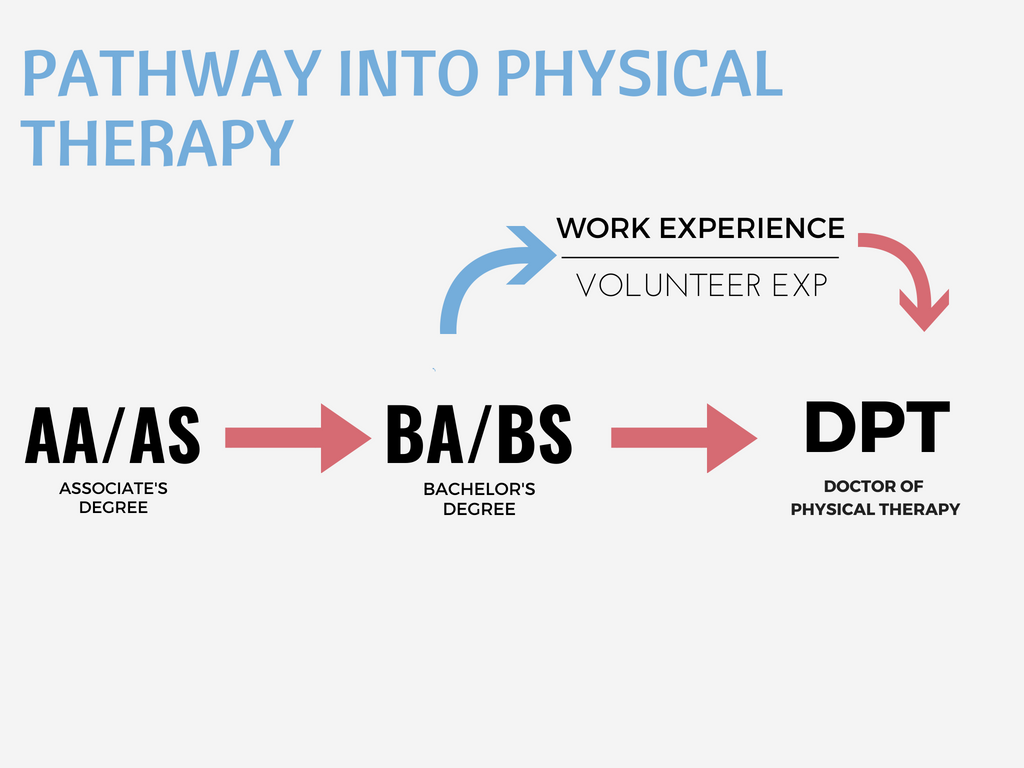 PATHWAY INTO PHYSICAL
THERAPY
WORK EXPERIENCE
VOLUNTEER EXP
AA/AS
ASSOCIATE'S
DEGREE
BA/BS
BACHELOR'S
DEGREE
DPT
DOCTOR OF
PHYSICAL THERAPY